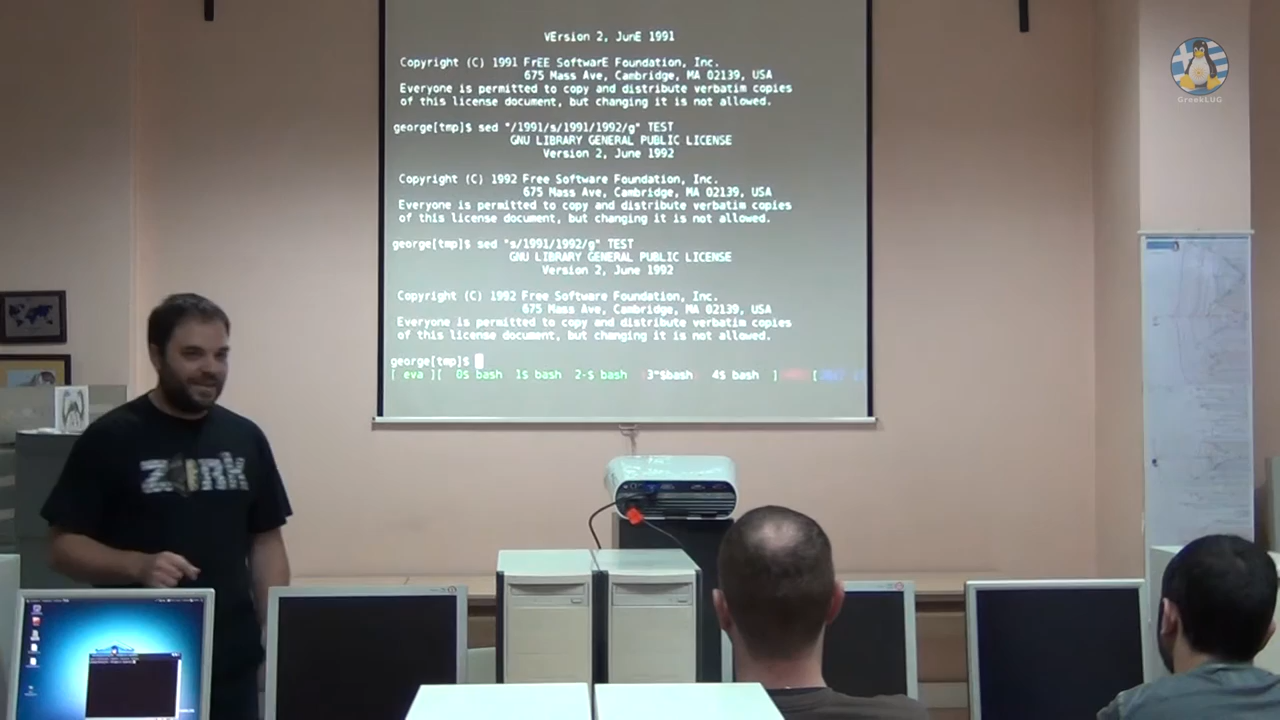 VErsion 2, JunE 1991
Copyright (C) 1991 FrEE SoftwarE Foundation, Inc.
675 Mass Ave, Cambridge, MA 02139, USA
Everyone is permitted to copy and distribute verbatim copies
of this license document, but changing it is not allowed.
george[tmp]$ sed "/1991/s/1991/1992/g" TEST
GNU LIBRARY GENERAL PUBLIC LICENSE
Version 2, June 1992
Copyright (C) 1992 Free Software Foundation, Inc.
675 Mass Ave, Cambridge, MA 02139, USA
Everyone is permitted to copy and distribute verbatim copies
of this license document, but changing it is not allowed.
george[tmp]$ sed "s/1991/1992/g" TEST
GNU LIBRARY GENERAL PUBLIC LICENSE
Version 2, June 1992
Copyright (C) 1992 Free Software Foundation, Inc.
675 Mass Ave, Cambridge, MA 02139, USA
Everyone is permitted to copy and distribute verbatim copies
of this license document, but changing it is not allowed.
george[tmp]$
[ eva ][ 0$ bash 1$ bash 2-$ bash 3*$bash 4$ bash ]
GreekLUG
ZORK